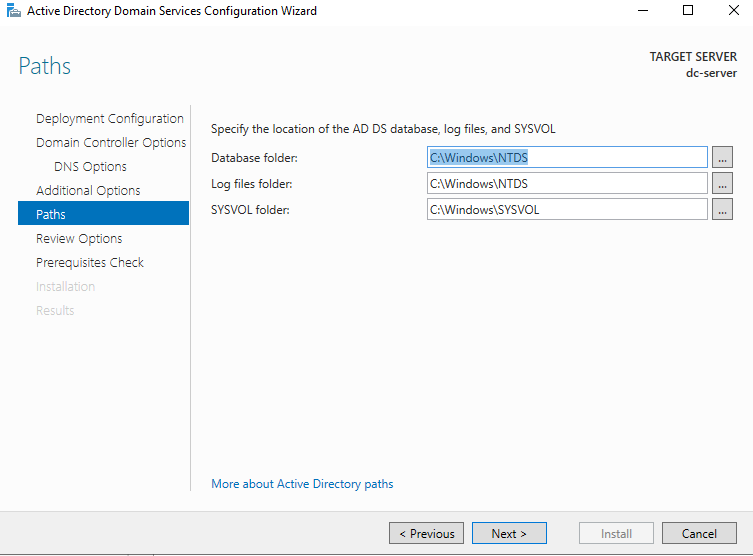 Active Directory Domain Services Configuration Wizard
Paths
TARGET SERVER
dc-server
Deployment Configuration
Domain Controller Options
DNS Options
Additional Options
Paths
Review Options
Prerequisites Check
Installation
Results
Specify the location of the AD DS database, log files, and SYSVOL
Database folder: C:\Windows\NTDS ...
Log files folder: C:\Windows\NTDS ...
SYSVOL folder: C:\Windows\SYSVOL ...
More about Active Directory paths
< Previous Next > Install Cancel